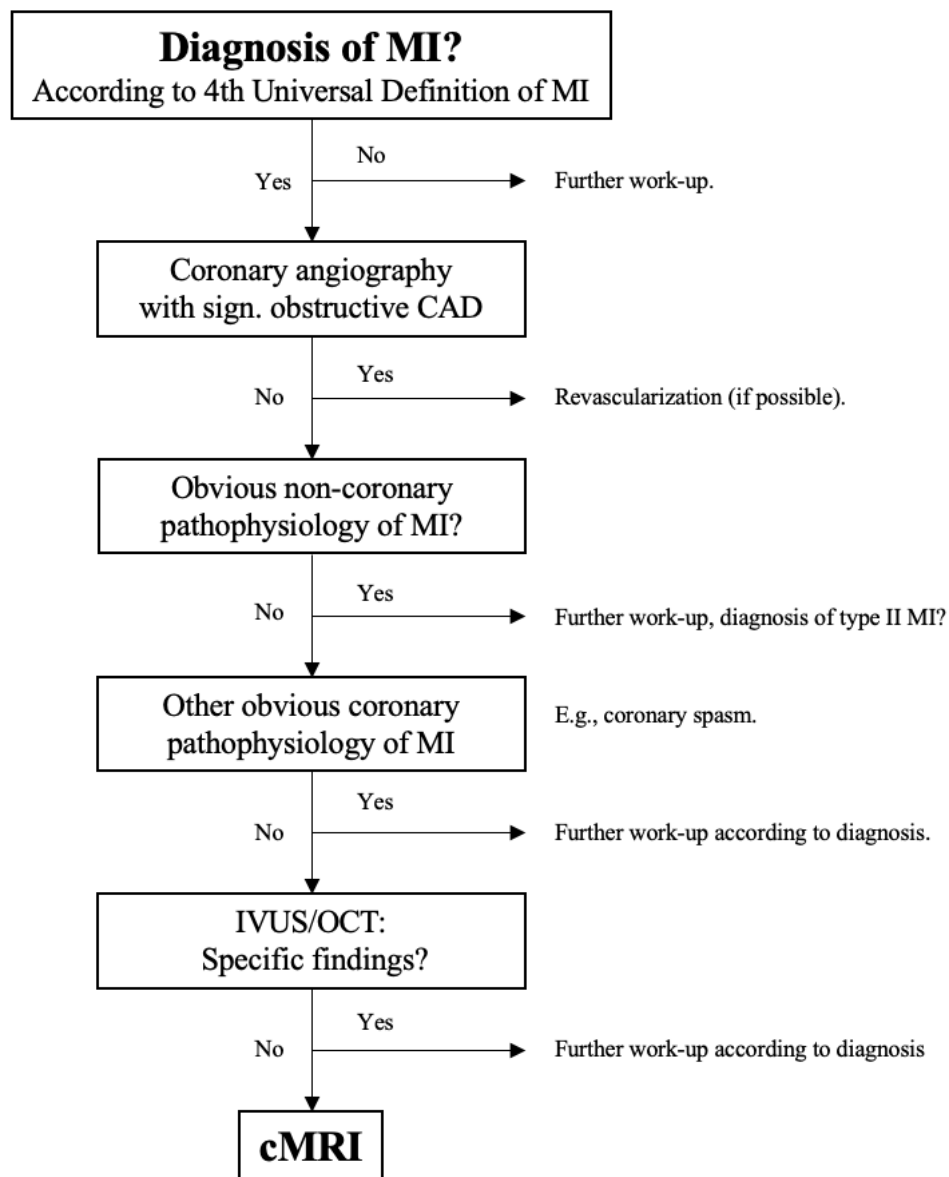 Diagnosis of MI?
According to 4th Universal Definition of MI
No
Yes
Further work-up.
Coronary angiography
with sign. obstructive CAD
Yes
No
Revascularization (if possible).
Obvious non-coronary
pathophysiology of MI?
Yes
No
Further work-up, diagnosis of type II MI?
Other obvious coronary
pathophysiology of MI
E.g., coronary spasm.
Yes
No
Further work-up according to diagnosis.
IVUS/OCT:
Specific findings?
Yes
No
Further work-up according to diagnosis
cMRI